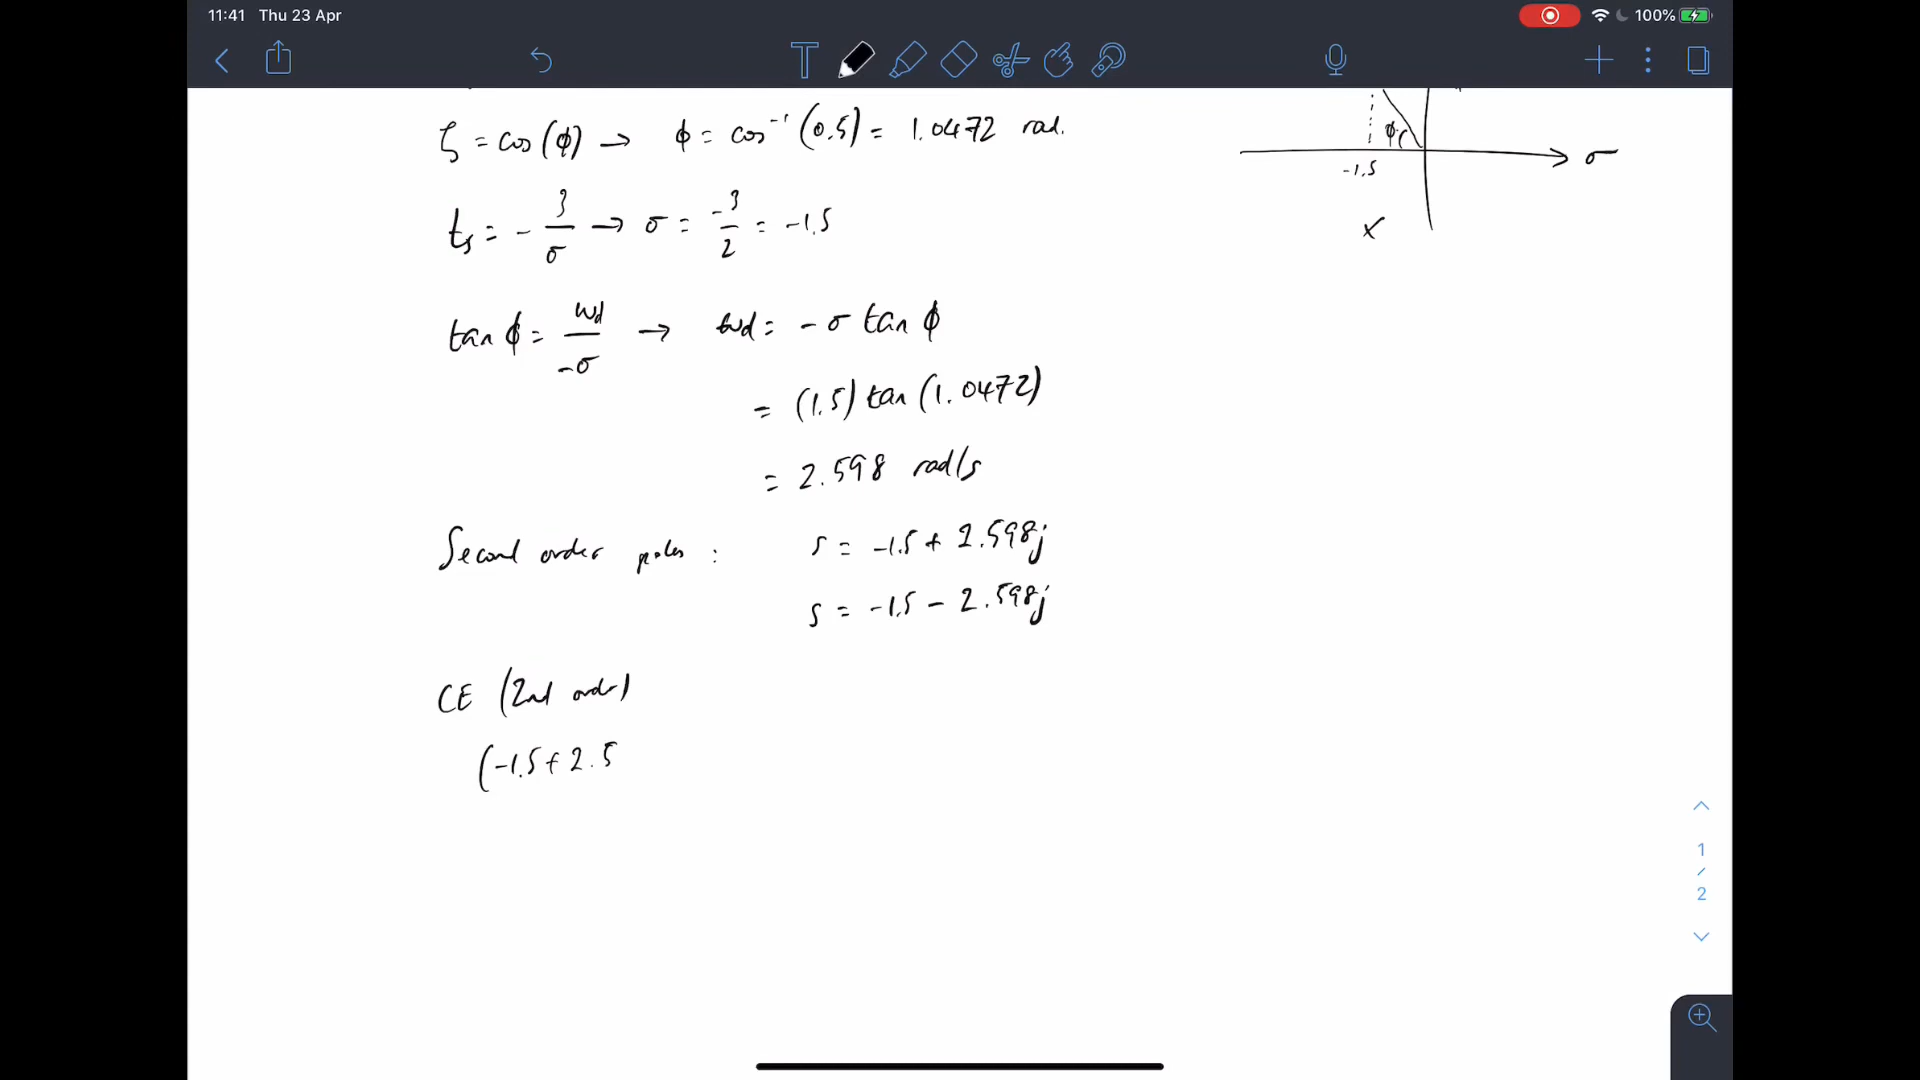 11:41 Thu 23 Apr 100%
T
ζ = cos(ϕ) → ϕ = cos⁻¹(0.5) = 1.0472 rad.
ϕ
σ
-1.5
ts = - 3/σ → σ = -3/2 = -1.5
x
tan ϕ = ωd/-σ → ωd = -σ tan ϕ
= (1.5) tan (1.0472)
= 2.598 rad/s
Second order poles : s = -1.5 + 2.598j
s = -1.5 - 2.598j
CE (2nd order)
(-1.5 + 2.5
1
/
2